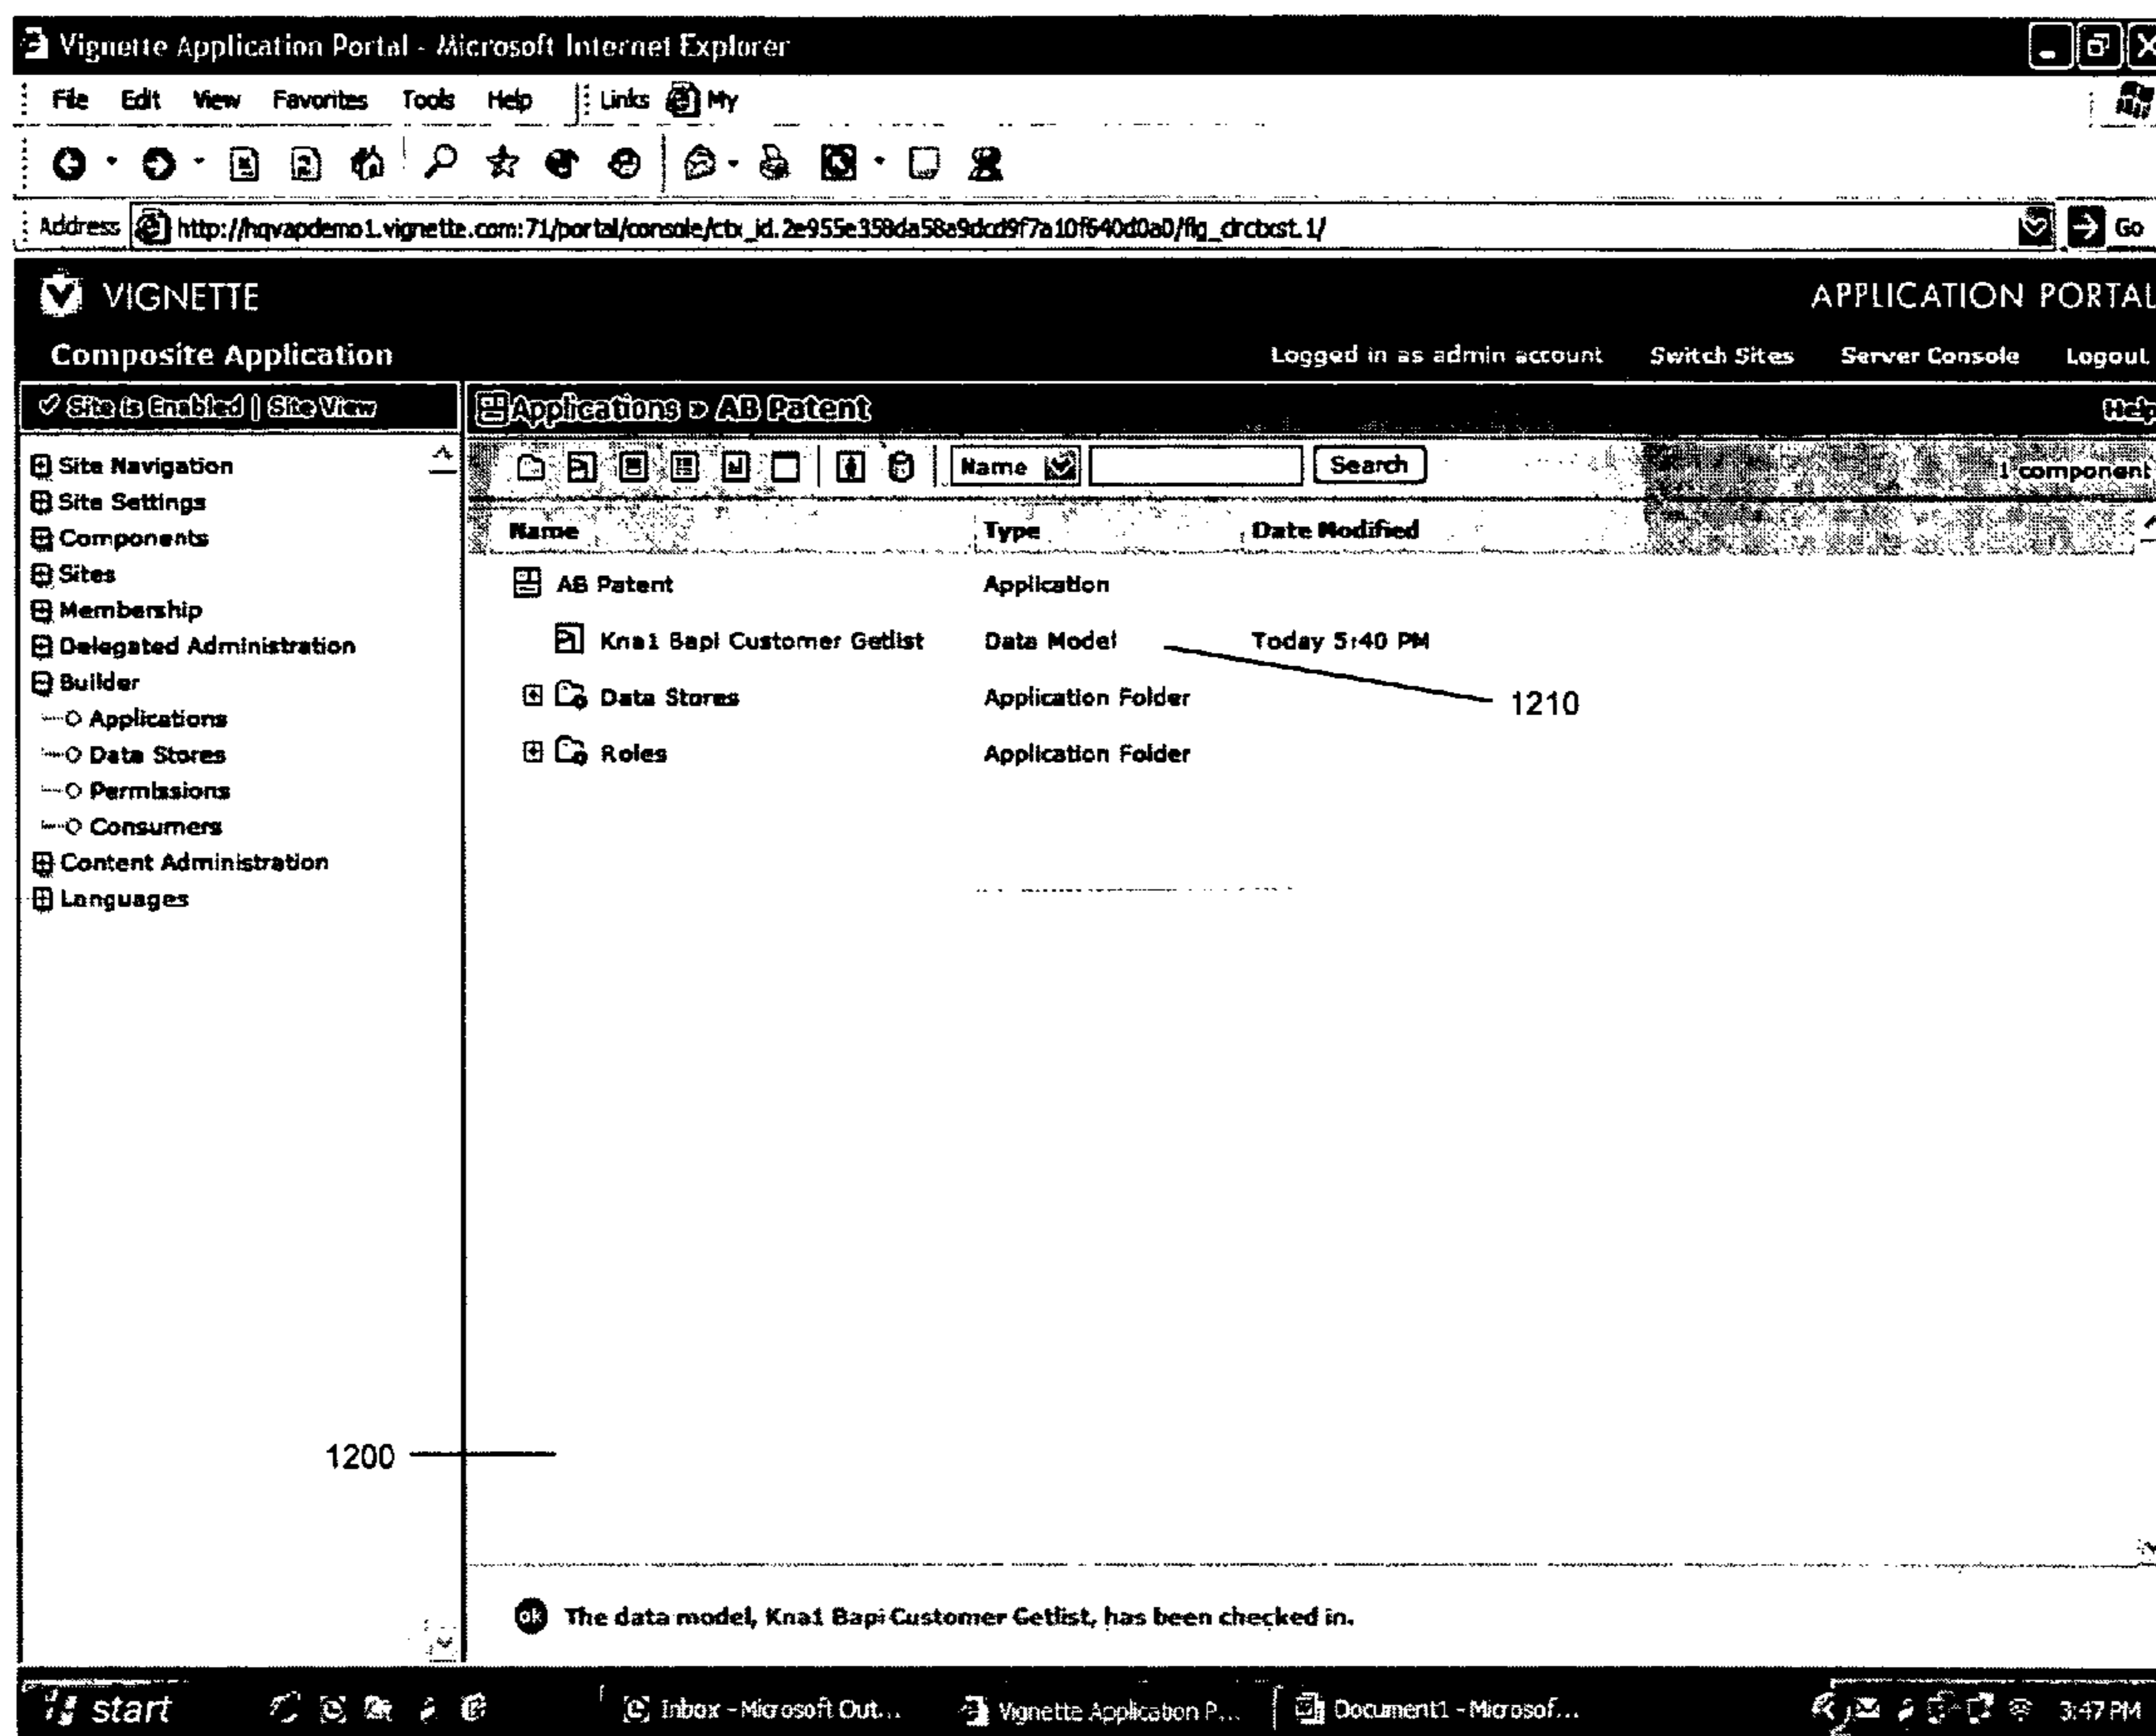 Vignette Application Portal - Microsoft Internet Explorer
File Edit View Favorites Tools Help Links My
Address http://hqvapdemo1.vignette.com:71/portal/console/ctx_id.2e955e358da58a9dcd9f7a10f640d0a0/flg_drctxst.1/ Go
VIGNETTE APPLICATION PORTAL
Composite Application Logged in as admin account Switch Sites Server Console Logout
Site is Enabled | Site View Applications » AB Patent Help
Name Search 1 component
Name Type Date Modified
Site Navigation
Site Settings
Components
Sites
Membership
Delegated Administration
Builder
Applications
Data Stores
Permissions
Consumers
Content Administration
Languages
AB Patent Application
Kna1 Bapi Customer Getlist Data Model Today 5:40 PM
Data Stores Application Folder
1210
Roles Application Folder
1200
ok The data model, Kna1 Bapi Customer Getlist, has been checked in.
start Inbox - Microsoft Out... Vignette Application P... Document1 - Microsof... 3:47 PM